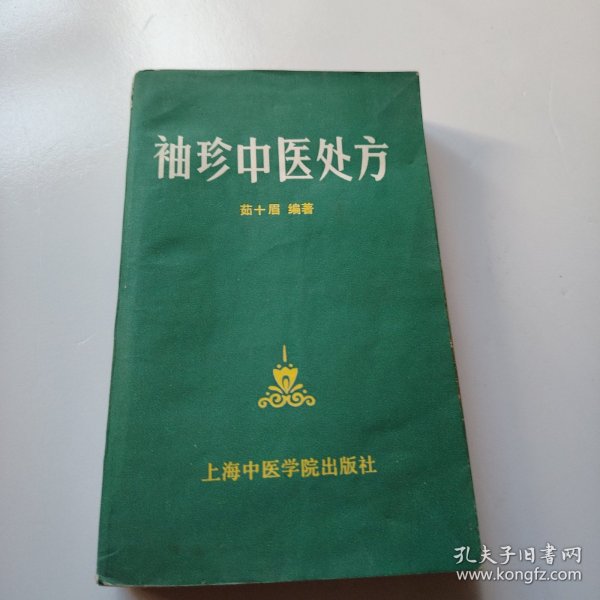 袖珍中医处方
茹十眉 编著
上海中医学院出版社
孔夫子旧书网
www.kongfz.com